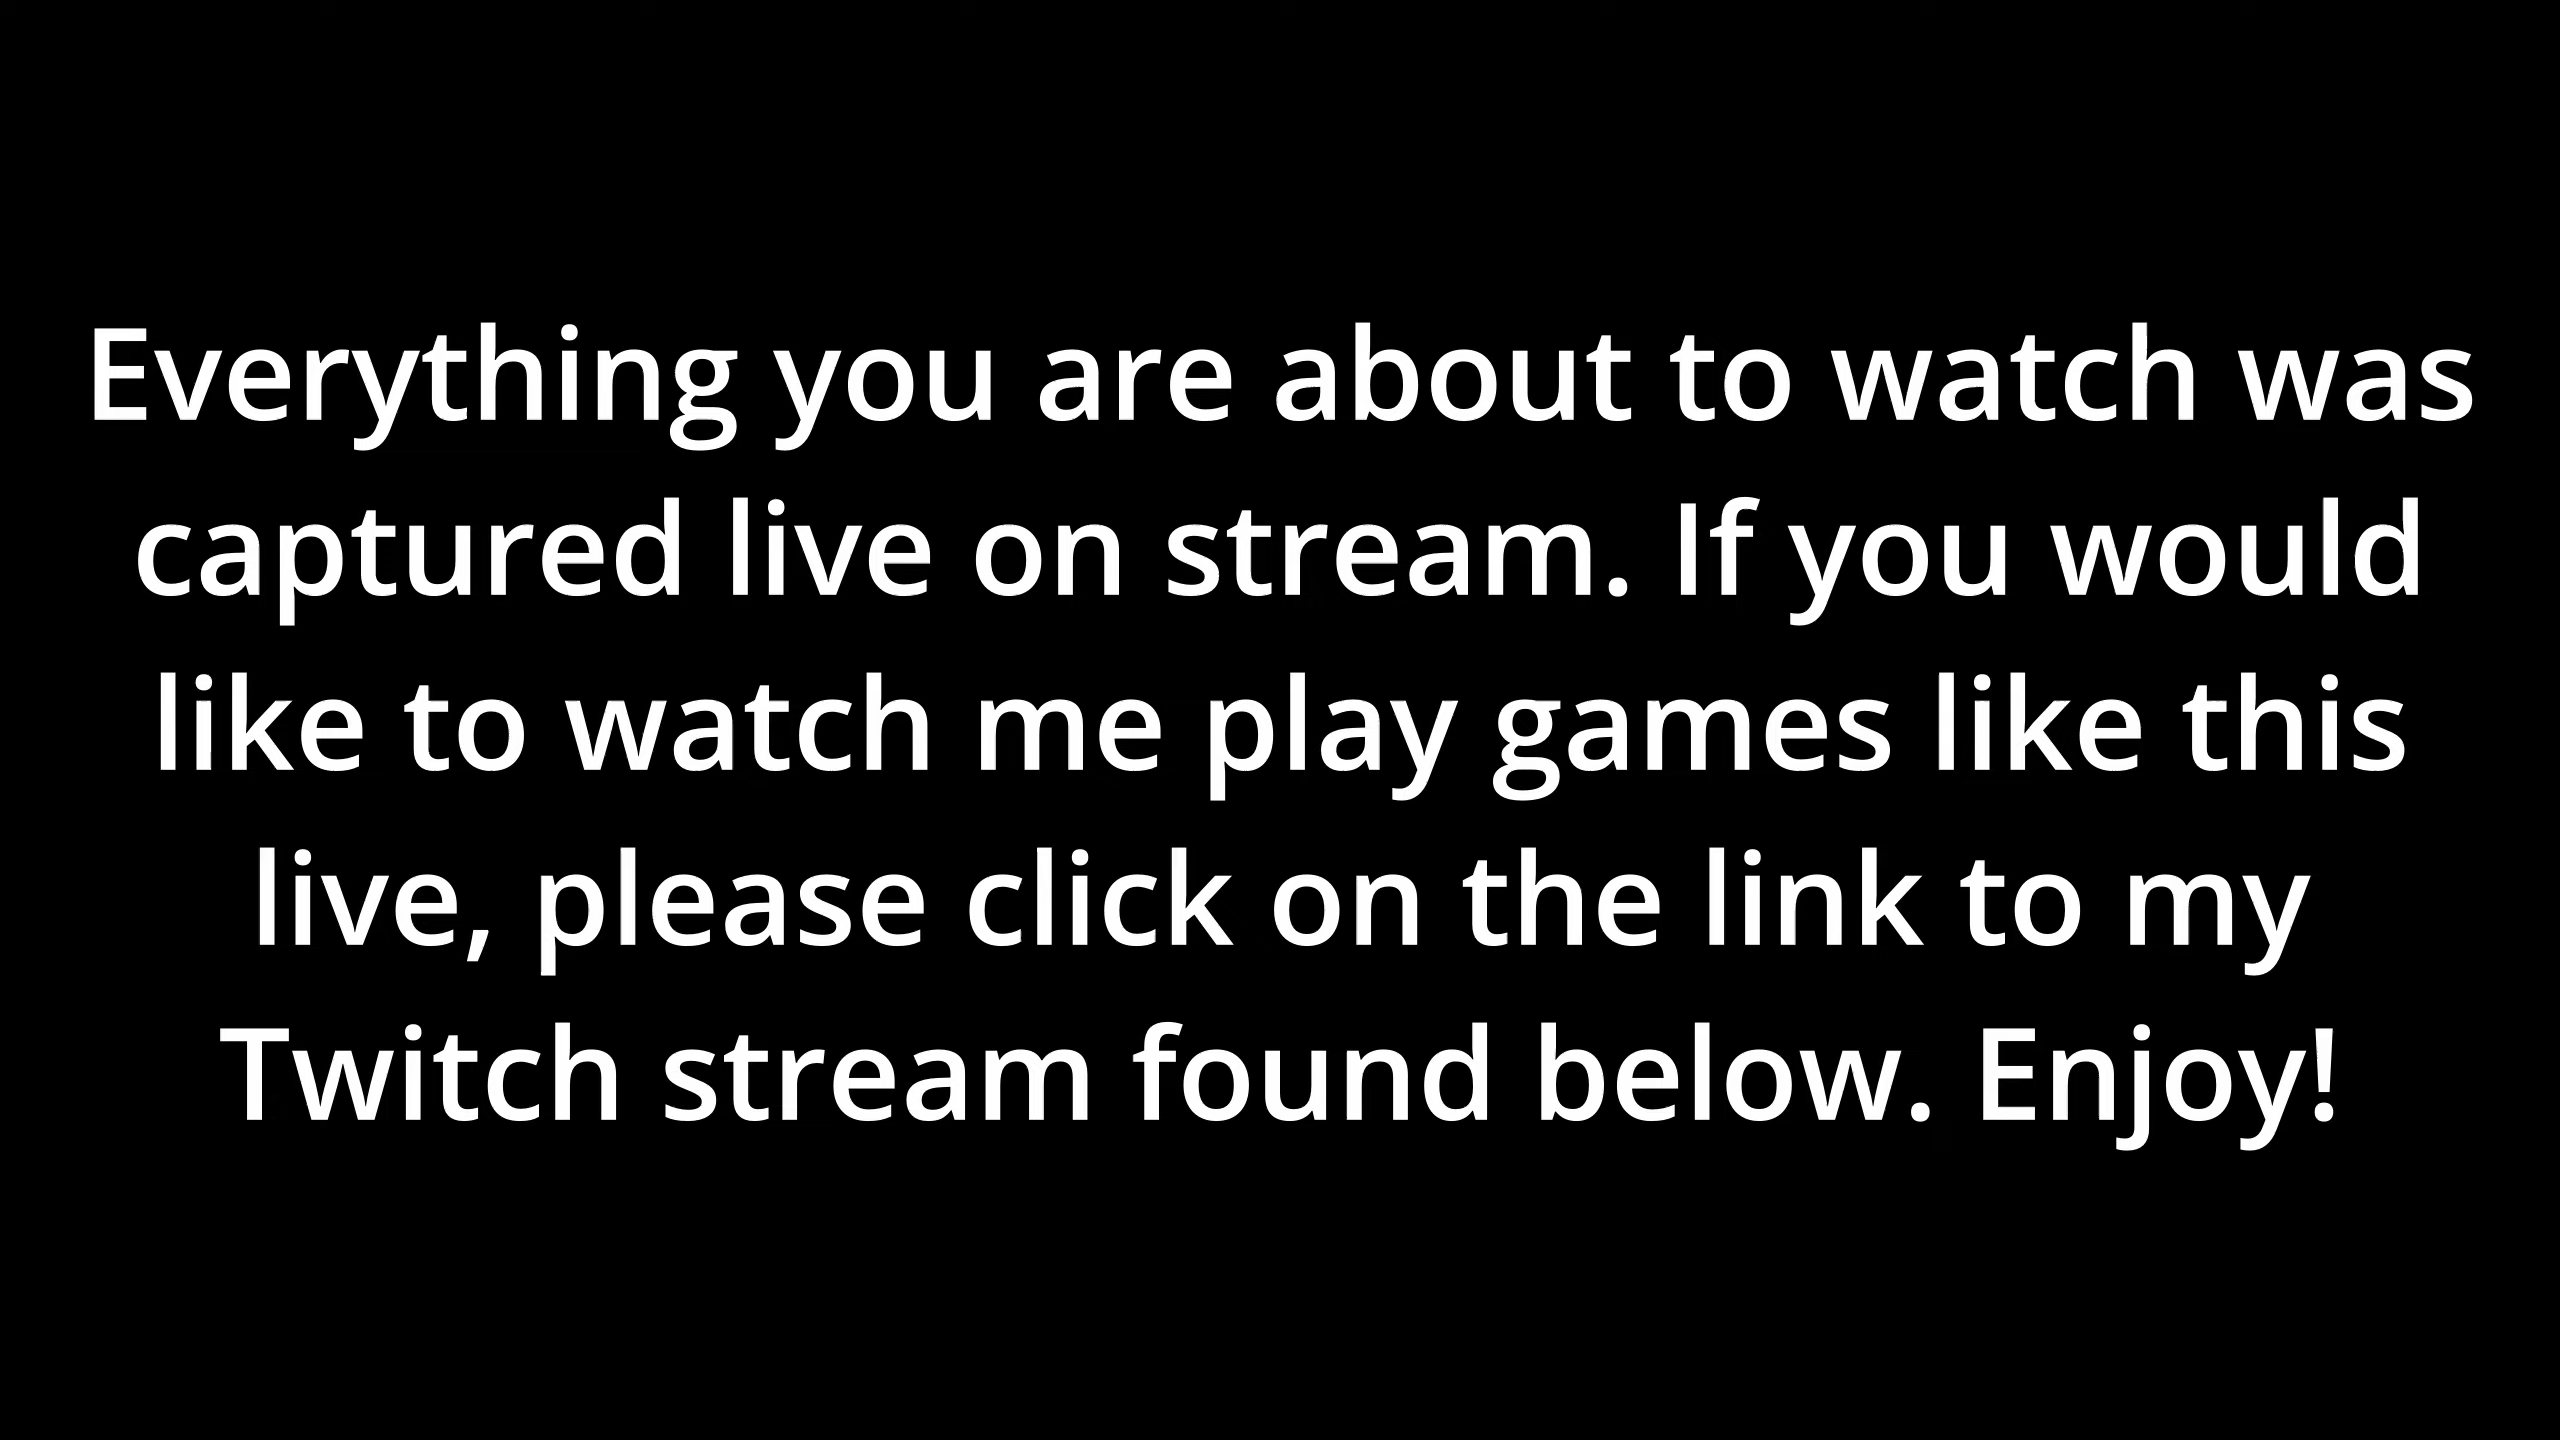 Everything you are about to watch was
captured live on stream. If you would
like to watch me play games like this
live, please click on the link to my
Twitch stream found below. Enjoy!